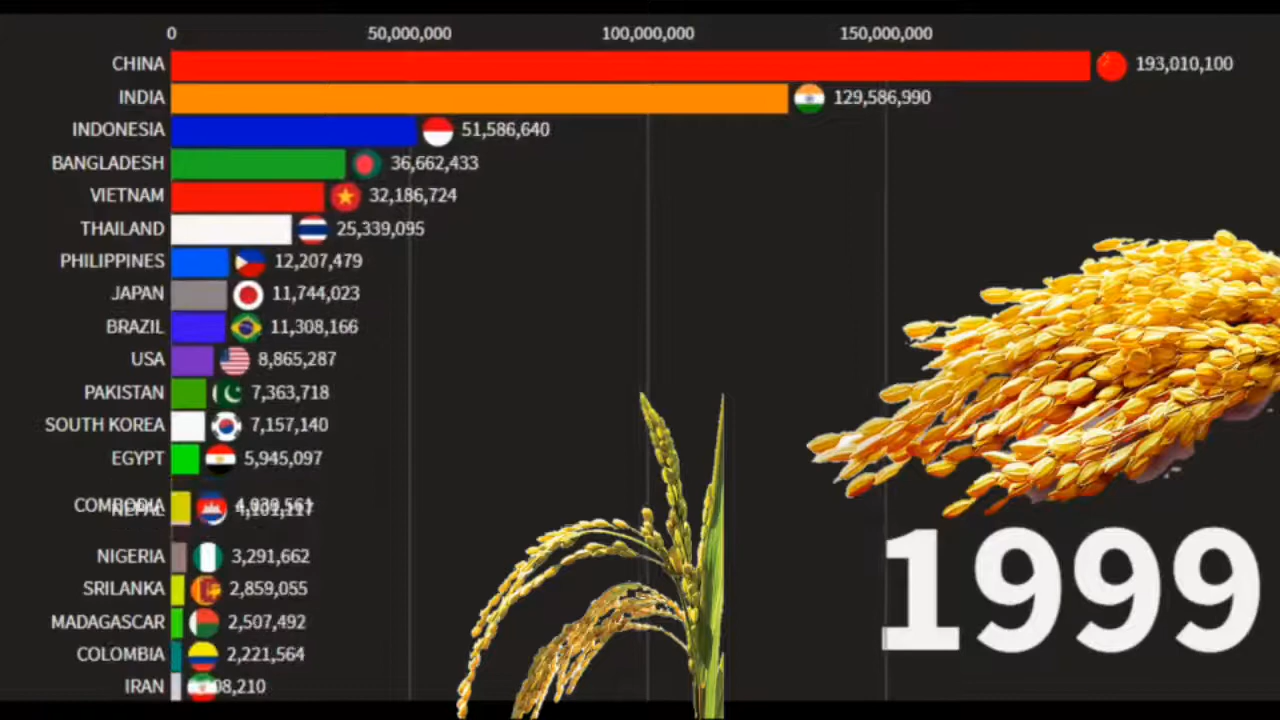 0 50,000,000 100,000,000 150,000,000
CHINA 193,010,100
INDIA 129,586,990
INDONESIA 51,586,640
BANGLADESH 36,662,433
VIETNAM 32,186,724
THAILAND 25,339,095
PHILIPPINES 12,207,479
JAPAN 11,744,023
BRAZIL 11,308,166
USA 8,865,287
PAKISTAN 7,363,718
SOUTH KOREA 7,157,140
EGYPT 5,945,097
NIGERIA 3,291,662
SRILANKA 2,859,055
MADAGASCAR 2,507,492
COLOMBIA 2,221,564
IRAN
1999